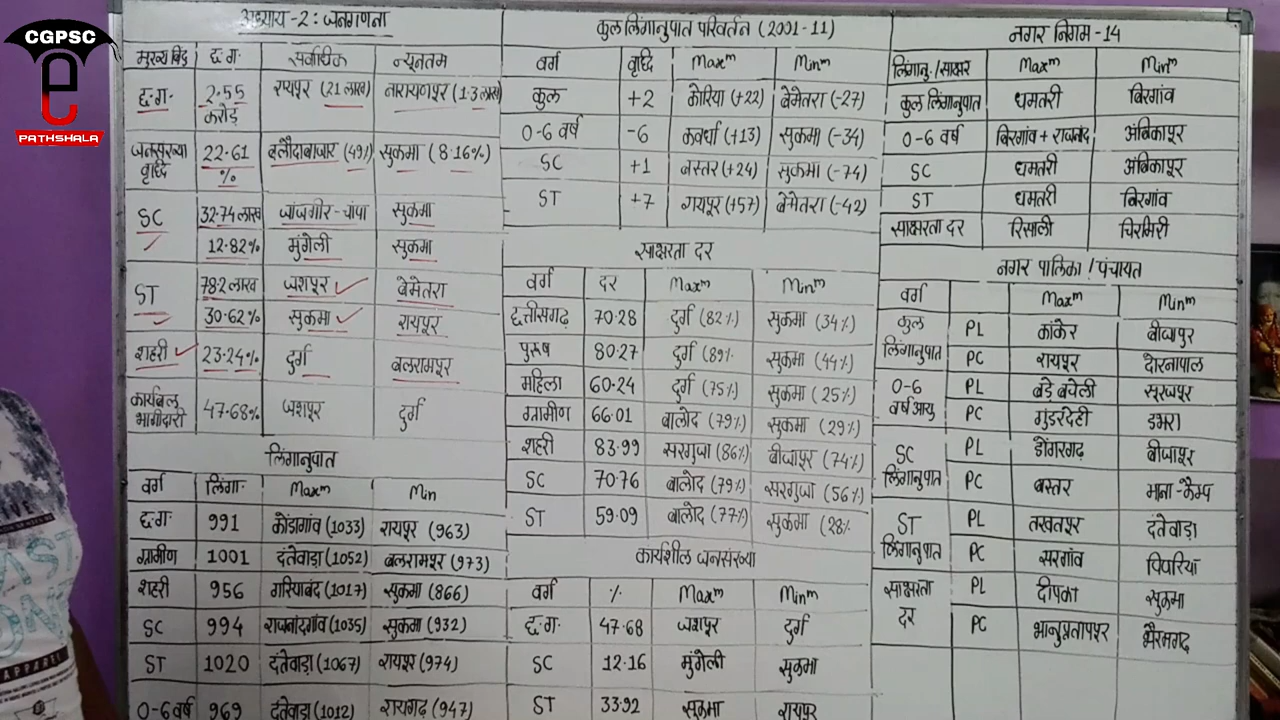 CGPSC
e
PATHSHALA
अध्याय-2: जनगणना
मुख्य बिंदु छ.ग. सर्वाधिक न्यूनतम
छ.ग. 2.55 करोड़ रायपुर (21 लाख) नारायणपुर (1.3 लाख)
जनसंख्या वृद्धि 22.61 % बलौदाबाजार (49%) सुकमा (8.16%)
SC 32.74 लाख जांजगीर-चांपा सुकमा
12.82% मुंगेली सुकमा
ST 78.2 लाख जशपुर बेमेतरा
30.62% सुकमा रायपुर
शहरी 23.24% दुर्ग बलरामपुर
कार्यबल भागीदारी 47.68% जशपुर दुर्ग
लिंगानुपात
वर्ग लिंगा. Maxᵐ Min
छ.ग. 991 कोंडागांव (1033) रायपुर (963)
ग्रामीण 1001 दंतेवाड़ा (1052) बलरामपुर (973)
शहरी 956 गरियाबंद (1017) सुकमा (866)
SC 994 राजनांदगांव (1035) सुकमा (932)
ST 1020 दंतेवाड़ा (1067) रायपुर (974)
0-6 वर्ष 969 दंतेवाड़ा (1012) रायगढ़ (947)
कुल लिंगानुपात परिवर्तन (2001-11)
वर्ग वृद्धि Maxᵐ Minᵐ
कुल +2 कोरिया (+22) बेमेतरा (-27)
0-6 वर्ष -6 कवर्धा (+13) सुकमा (-34)
SC +1 बस्तर (+24) सुकमा (-74)
ST +7 रायपुर (+57) बेमेतरा (-42)
साक्षरता दर
वर्ग दर Maxᵐ Minᵐ
छत्तीसगढ़ 70.28 दुर्ग (82%) सुकमा (34%)
पुरुष 80.27 दुर्ग (89% सुकमा (44%)
महिला 60.24 दुर्ग (75%) सुकमा (25%)
ग्रामीण 66.01 बालोद (79%) सुकमा (29%)
शहरी 83.99 सरगुजा (86%) बीजापुर (74%)
SC 70.76 बालोद (79%) सरगुजा (56%)
ST 59.09 बालोद (77%) सुकमा (28%
कार्यशील जनसंख्या
वर्ग % Maxᵐ Minᵐ
छ.ग. 47.68 जशपुर दुर्ग
SC 12.16 मुंगेली सुकमा
ST 33.92 सुकमा रायपुर
नगर निगम-14
लिंगानु./साक्षर Maxᵐ Minᵐ
कुल लिंगानुपात धमतरी बिरगांव
0-6 वर्ष बिरगांव + राजनांद अंबिकापुर
SC धमतरी अंबिकापुर
ST धमतरी बिरगांव
साक्षरता दर रिसाली चिरमिरी
नगर पालिका / पंचायत
वर्ग Maxᵐ Minᵐ
कुल लिंगानुपात PL कांकेर बीजापुर
PC रायपुर दोरनापाल
0-6 वर्ष आयु PL बड़े बचेली सूरजपुर
PC गुंडरदेही डभरा
SC लिंगानुपात PL डोंगरगढ़ बीजापुर
PC बस्तर माना-कैम्प
ST लिंगानुपात PL तखतपुर दंतेवाड़ा
PC सरगांव पिपरिया
साक्षरता दर PL दीपका सुकमा
PC भानुप्रतापपुर भैरमगढ़